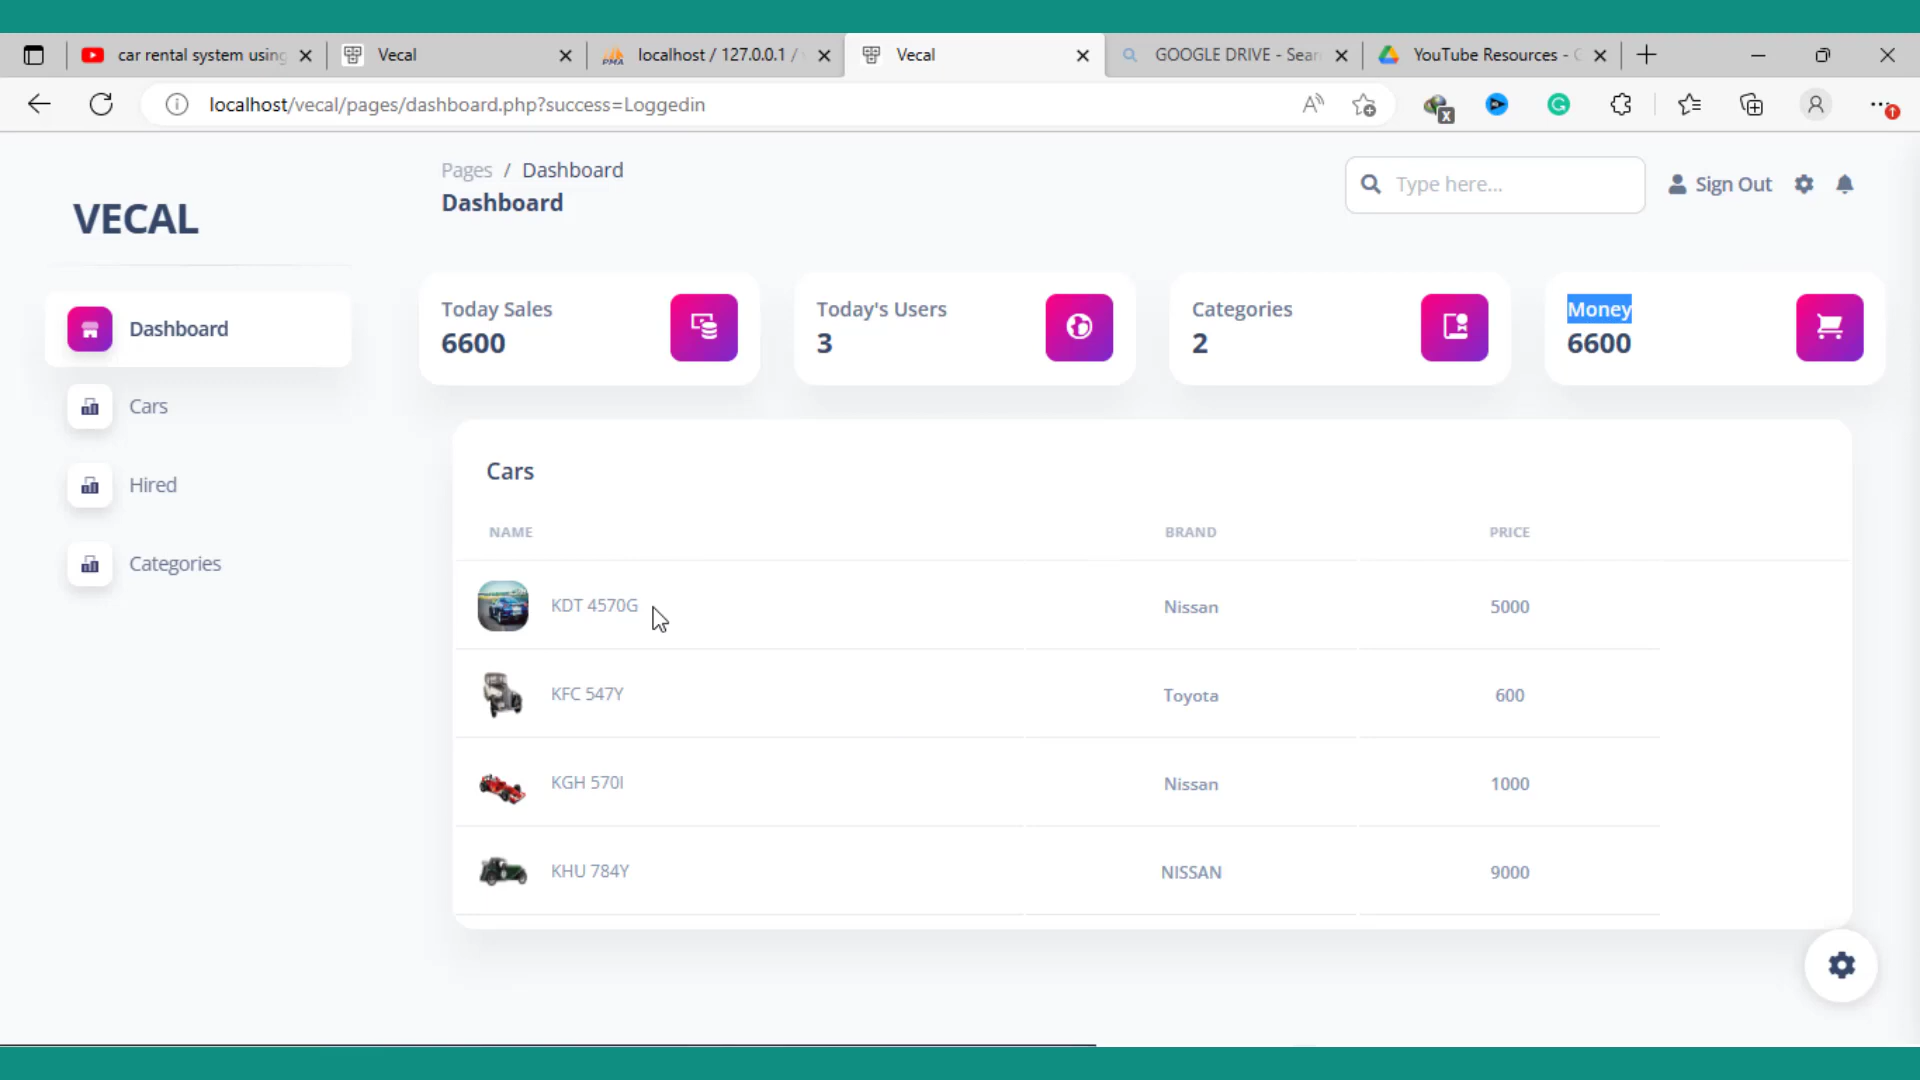 car rental system using
Vecal
localhost / 127.0.0.1 /
Vecal
GOOGLE DRIVE - Sear
YouTube Resources -
localhost/vecal/pages/dashboard.php?success=Loggedin
VECAL
Pages / Dashboard
Dashboard
Type here...
Sign Out
Dashboard
Cars
Hired
Categories
Today Sales
6600
Today's Users
3
Categories
2
Money
6600
Cars
NAME BRAND PRICE
KDT 4570G Nissan 5000
KFC 547Y Toyota 600
KGH 570I Nissan 1000
KHU 784Y NISSAN 9000